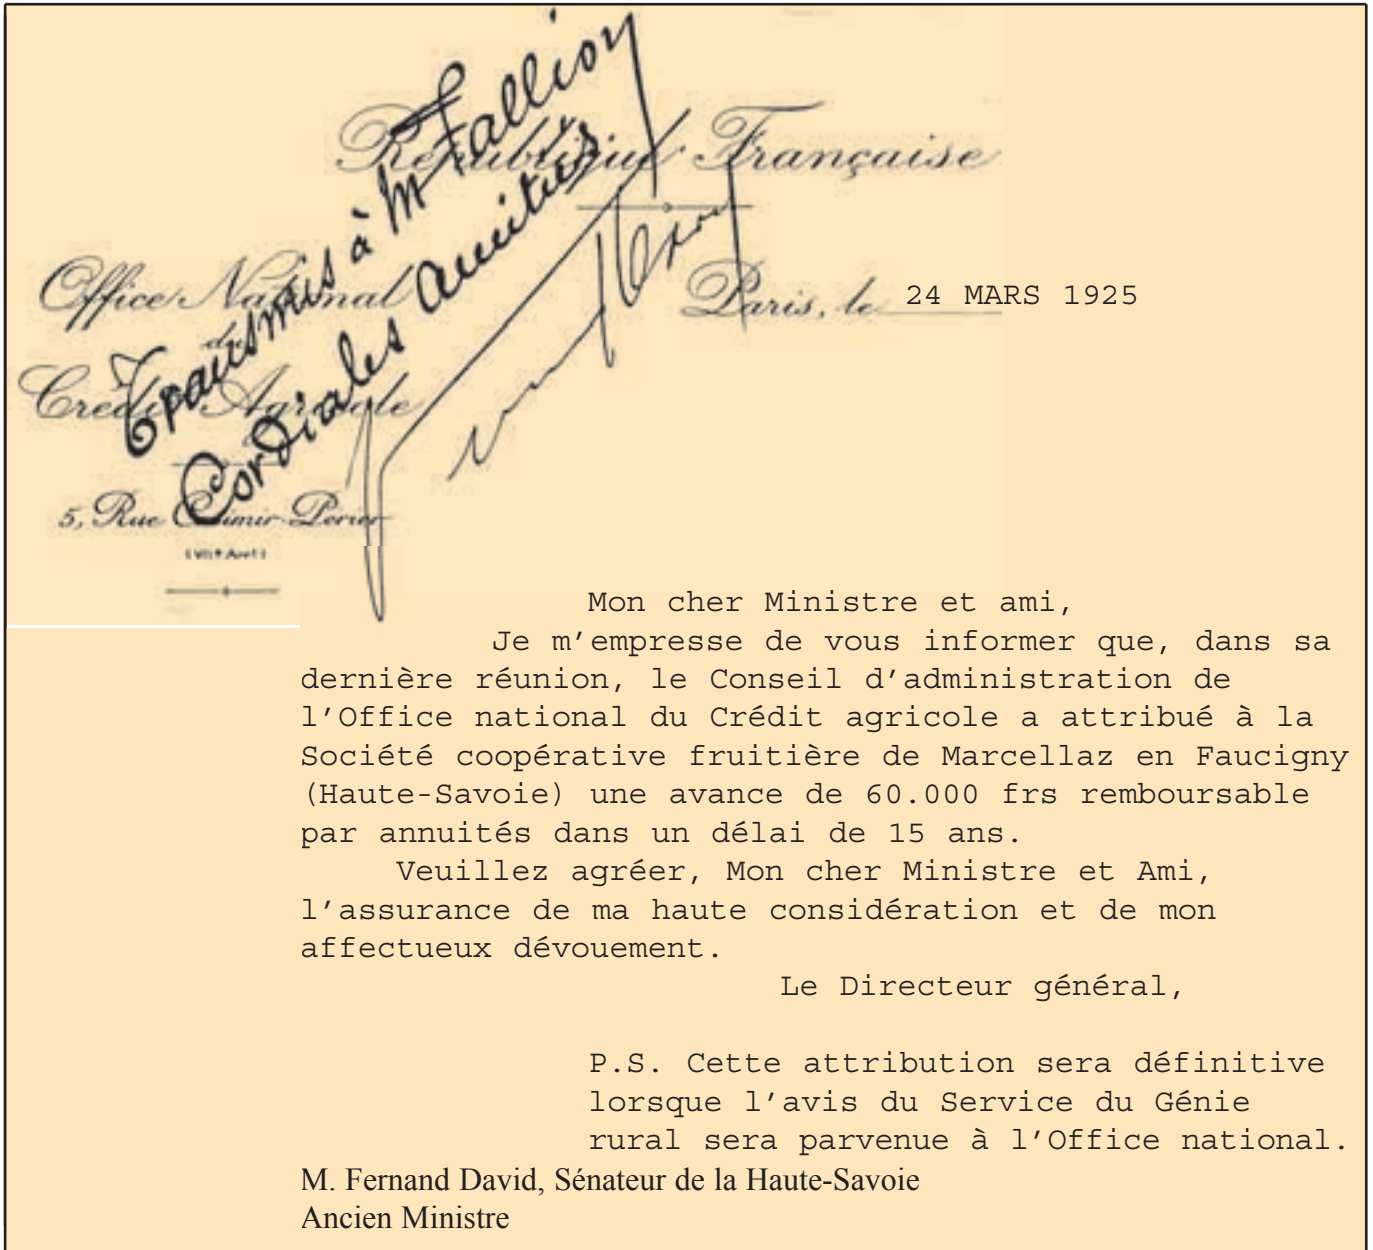 République Française
Office National
du
Crédit Agricole
5, Rue Casimir-Perier
(VIIe Arrt)
Transmis à M Fallion
Cordiales amitiés
Paris, le 24 MARS 1925
Mon cher Ministre et ami,
Je m’empresse de vous informer que, dans sa
dernière réunion, le Conseil d’administration de
l’Office national du Crédit agricole a attribué à la
Société coopérative fruitière de Marcellaz en Faucigny
(Haute-Savoie) une avance de 60.000 frs remboursable
par annuités dans un délai de 15 ans.
Veuillez agréer, Mon cher Ministre et Ami,
l’assurance de ma haute considération et de mon
affectueux dévouement.
Le Directeur général,
P.S. Cette attribution sera définitive
lorsque l’avis du Service du Génie
rural sera parvenue à l’Office national.
M. Fernand David, Sénateur de la Haute-Savoie
Ancien Ministre